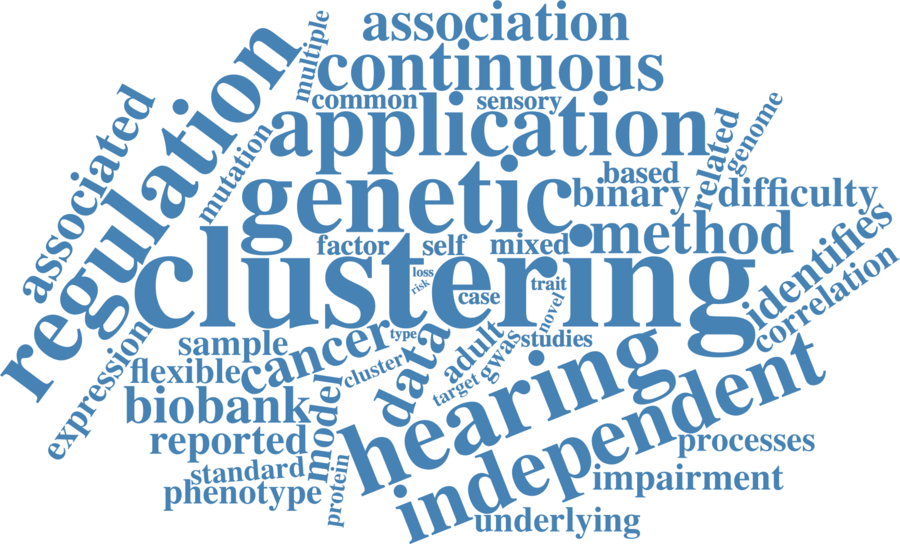 association
multiple
continuous
regulation
common
sensory
application
associated
mutation
genome
related
based
genetic
binary
difficulty
method
factor
self
mixed
identifies
clustering
loss
risk
case
trait
novel
correlation
expression
sample
cancer
type
data
adult
gwas
studies
flexible
cluster
target
hearing
independent
biobank
model
reported
processes
standard
protein
impairment
phenotype
underlying